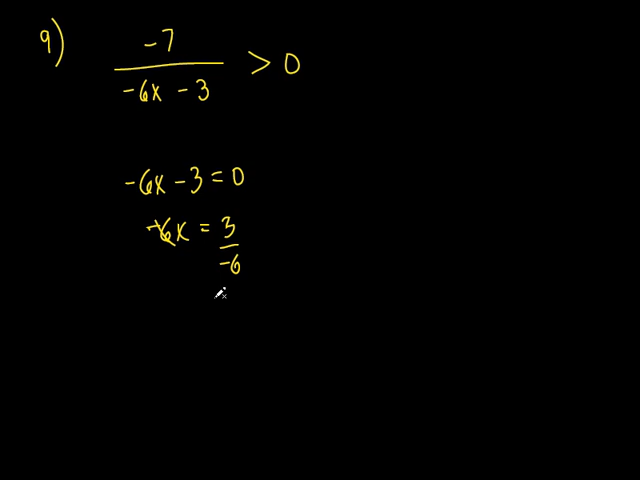 9) -7 / (-6x - 3) > 0
-6x - 3 = 0
-6x = 3 / -6